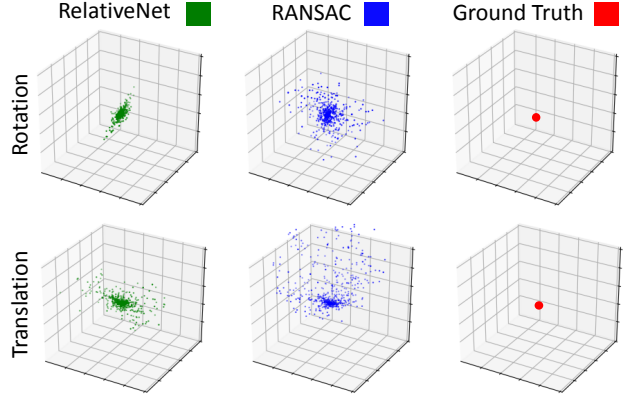 RelativeNet
RANSAC
Ground Truth
Rotation
Translation